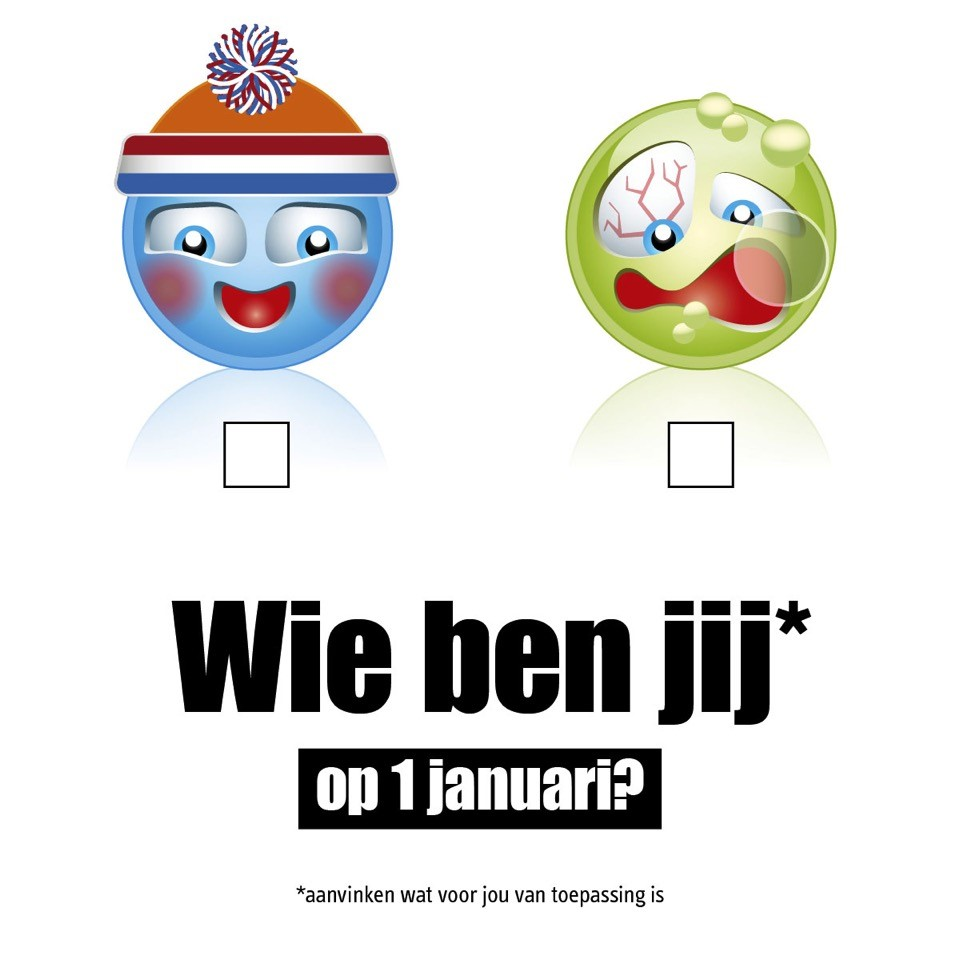 Wie ben jij*
op 1 januari?
*aanvinken wat voor jou van toepassing is